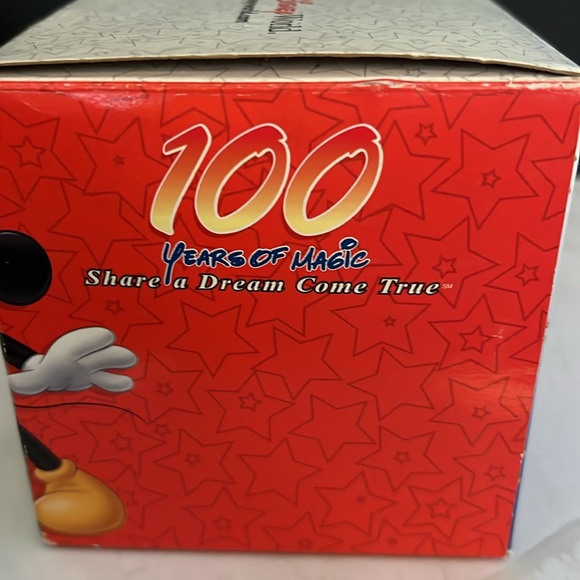 100
YEARS OF MAGIC
Share a Dream Come True℠